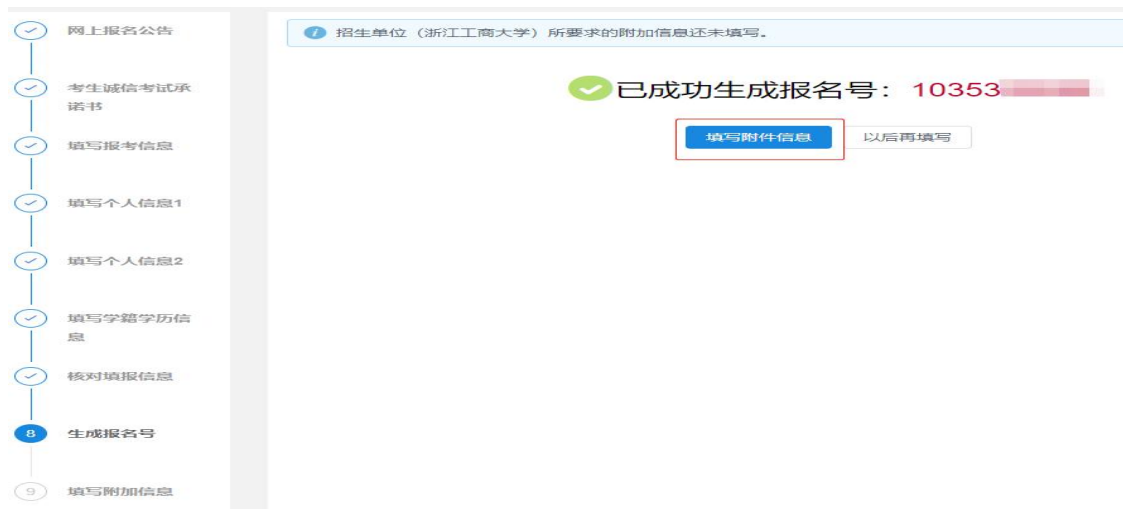 网上报名公告
考生诚信考试承
诺书
填写报考信息
填写个人信息1
填写个人信息2
填写学籍学历信
息
核对填报信息
8 生成报名号
9 填写附加信息
招生单位（浙江工商大学）所要求的附加信息还未填写。
已成功生成报名号：10353
填写附件信息 以后再填写